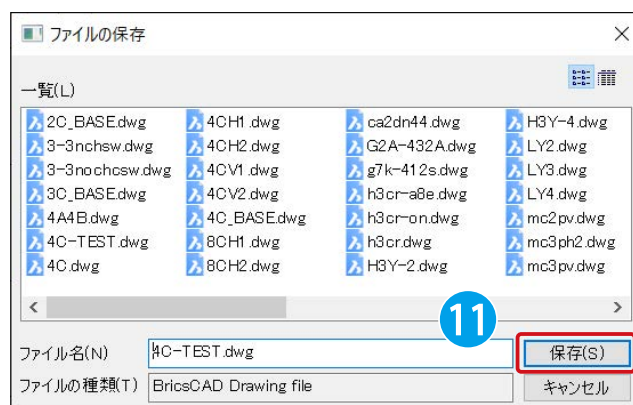 ファイルの保存
一覧(L)
2C_BASE.dwg 4CH1.dwg ca2dn44.dwg H3Y-4.dwg
3-3nchsw.dwg 4CH2.dwg G2A-432A.dwg LY2.dwg
3-3nochcsw.dwg 4CV1.dwg g7k-412s.dwg LY3.dwg
3C_BASE.dwg 4CV2.dwg h3cr-a8e.dwg LY4.dwg
4A4B.dwg 4C_BASE.dwg h3cr-on.dwg mc2pv.dwg
4C-TEST.dwg 8CH1.dwg h3cr.dwg mc3ph2.dwg
4C.dwg 8CH2.dwg H3Y-2.dwg mc3pv.dwg
11
ファイル名(N) 4C-TEST.dwg 保存(S)
ファイルの種類(T) BricsCAD Drawing file キャンセル